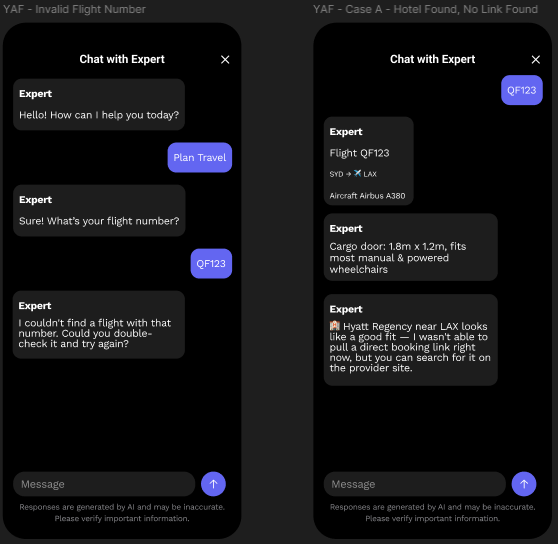 YAF - Invalid Flight Number
Chat with Expert
Expert
Hello! How can I help you today?
Plan Travel
Expert
Sure! What's your flight number?
QF123
Expert
I couldn't find a flight with that
number. Could you double-
check it and try again?
Message
Responses are generated by AI and may be inaccurate.
Please verify important information.
YAF - Case A - Hotel Found, No Link Found
Chat with Expert
QF123
Expert
Flight QF123
SYD → ✈️ LAX
Aircraft Airbus A380
Expert
Cargo door: 1.8m x 1.2m, fits
most manual & powered
wheelchairs
Expert
🏨 Hyatt Regency near LAX looks
like a good fit — I wasn't able to
pull a direct booking link right
now, but you can search for it on
the provider site.
Message
Responses are generated by AI and may be inaccurate.
Please verify important information.